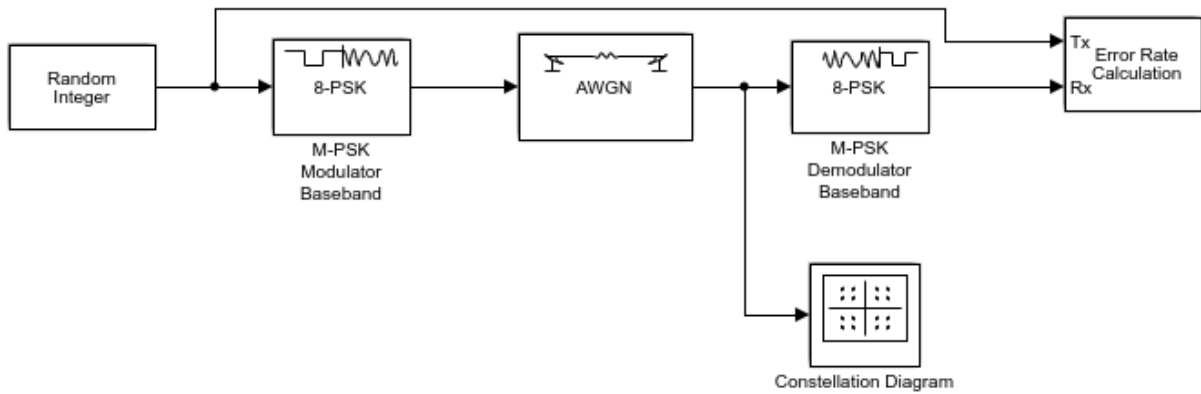 Random
Integer
8-PSK
M-PSK
Modulator
Baseband
AWGN
8-PSK
M-PSK
Demodulator
Baseband
Tx
Rx
Error Rate
Calculation
Constellation Diagram